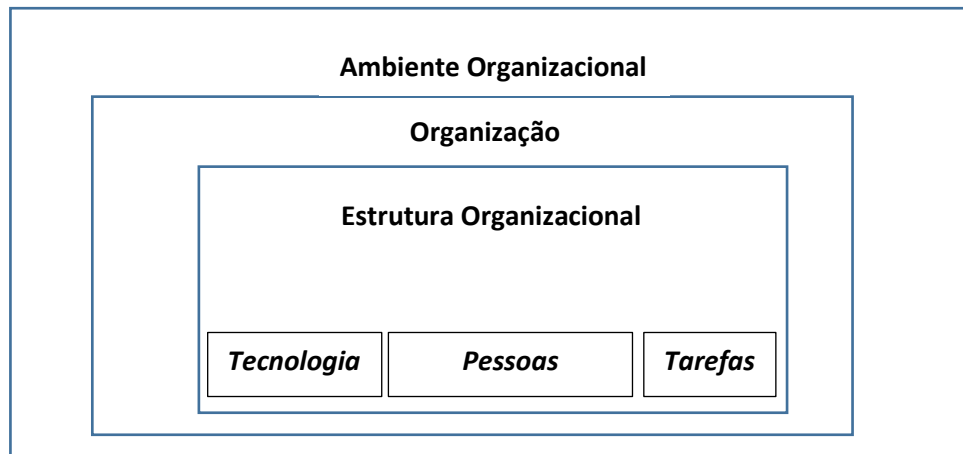 Ambiente Organizacional
Organização
Estrutura Organizacional
Tecnologia Pessoas Tarefas